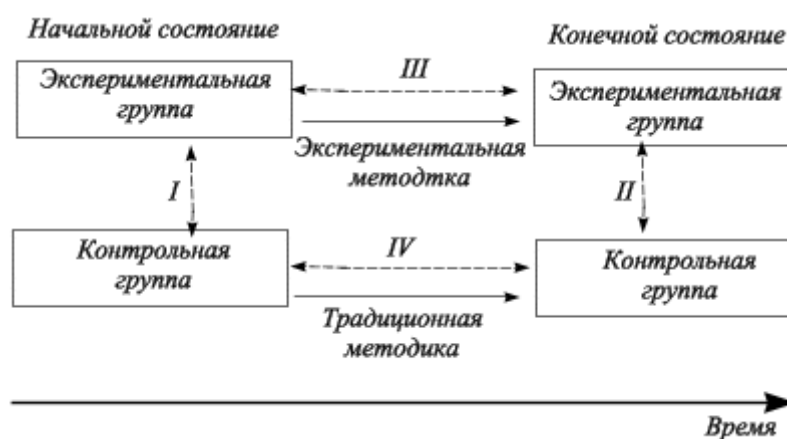 Начальной состояние
Конечной состояние
Экспериментальная
группа
III
Экспериментальная
группа
Экспериментальная
методтка
I
II
Контрольная
группа
IV
Контрольная
группа
Традиционная
методика
Время